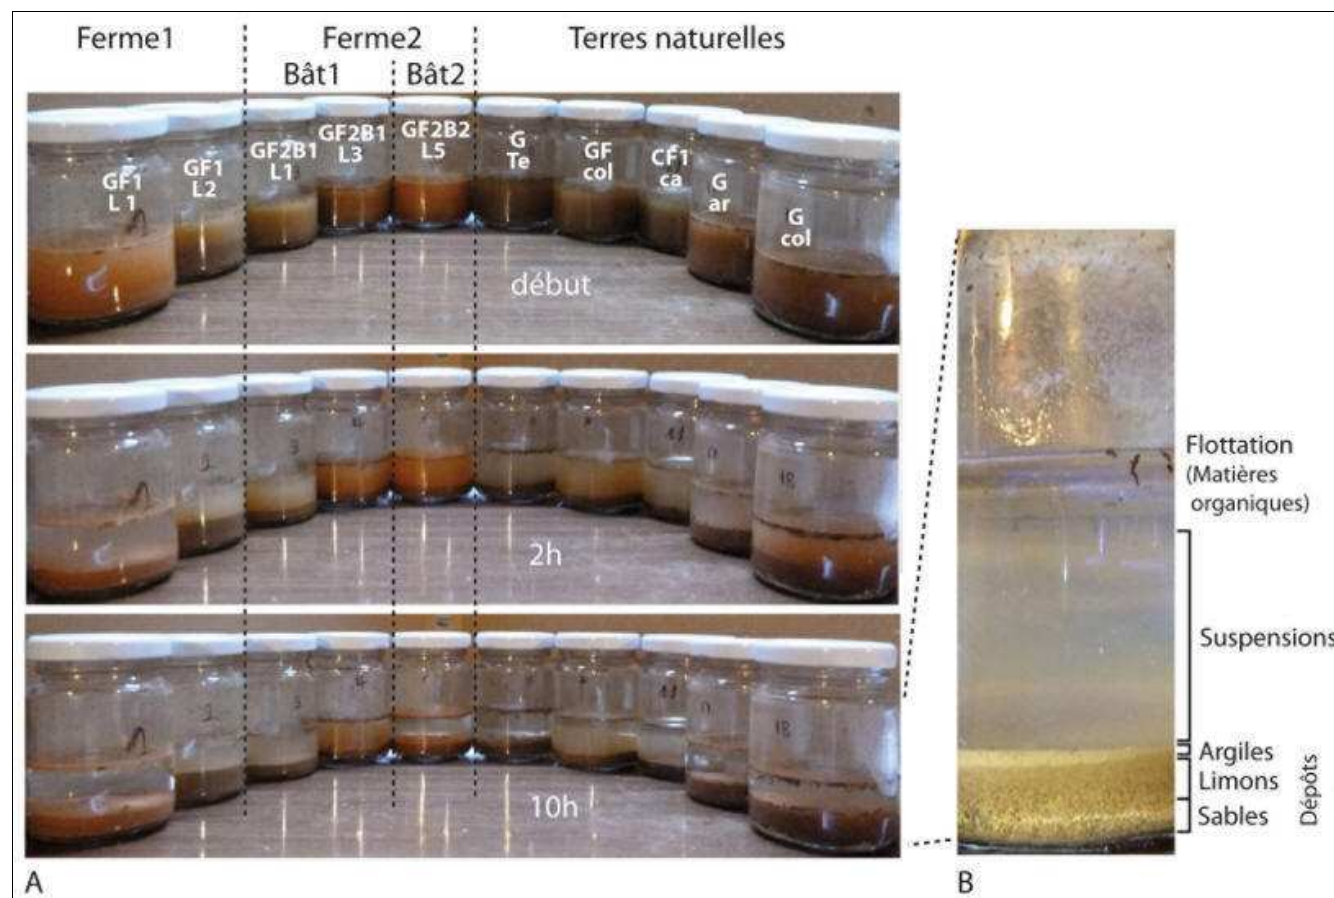 Ferme1
Ferme2
Terres naturelles
Bât1
Bât2
GF1
L 1
GF1
L2
GF2B1
L1
GF2B1
L3
GF2B2
L5
G
Te
GF
col
CF1
ca
G
ar
G
col
début
2h
10h
A
Flottation
(Matières
organiques)
Suspensions
Argiles
Limons
Sables
Dépôts
B